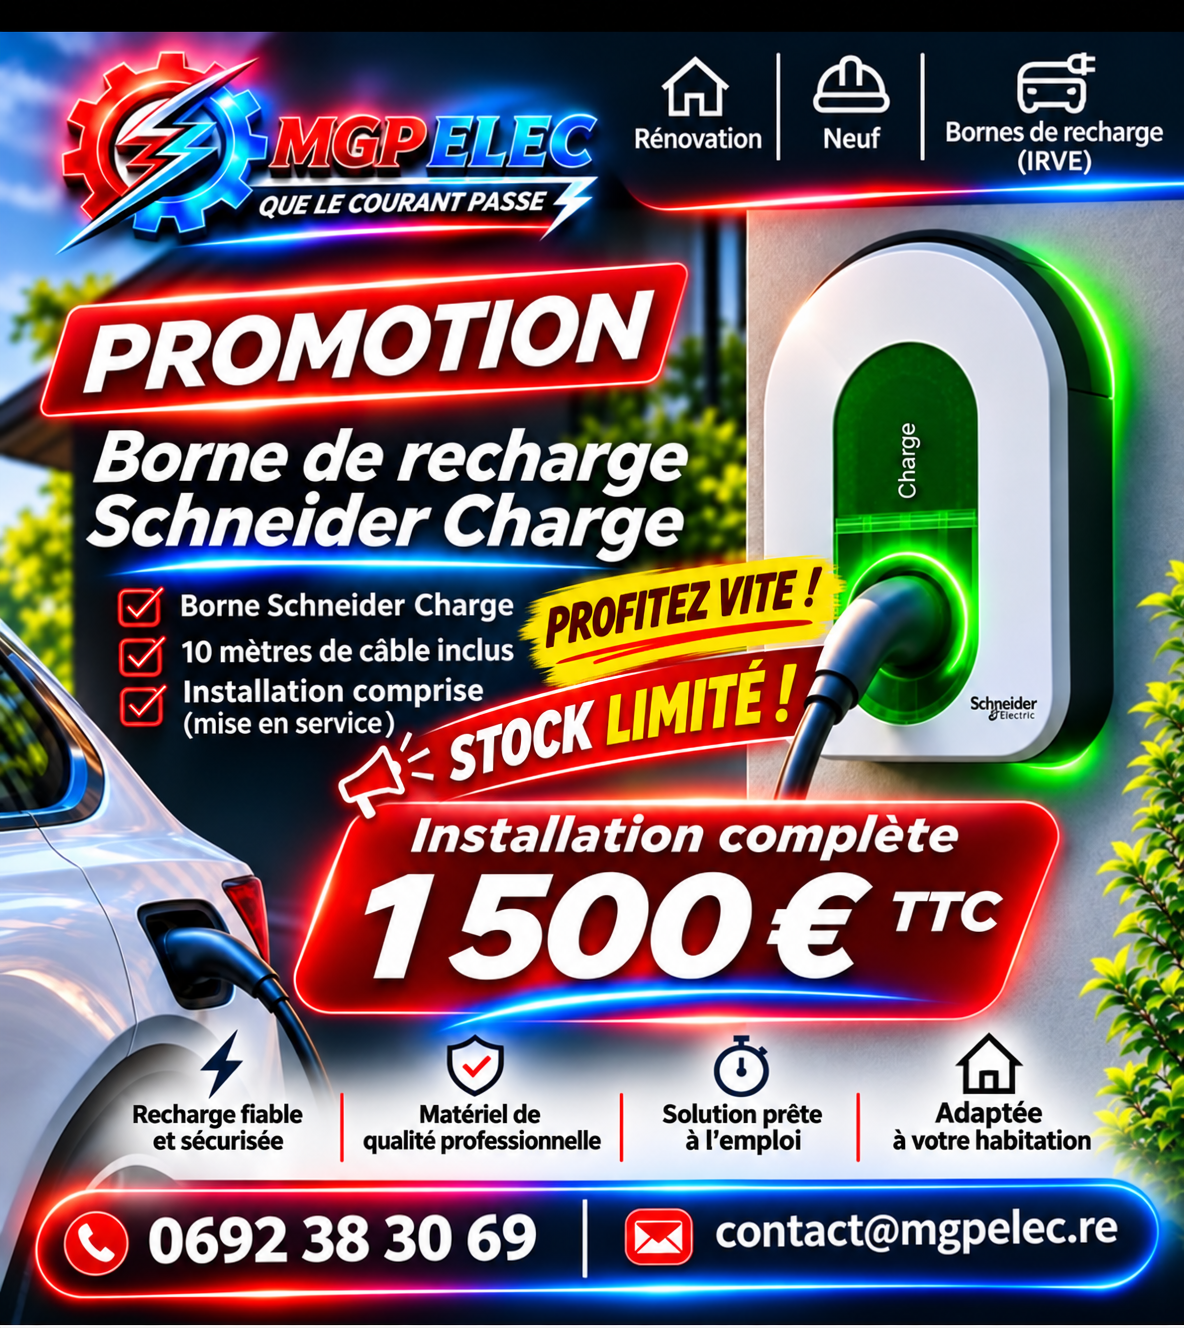 MGP ELEC
QUE LE COURANT PASSE
Rénovation
Neuf
Bornes de recharge
(IRVE)
PROMOTION
Borne de recharge
Schneider Charge
Borne Schneider Charge
10 mètres de câble inclus
Installation comprise
(mise en service)
PROFITEZ VITE !
STOCK LIMITÉ !
Charge
Schneider
Electric
Installation complète
1 500 € TTC
Recharge fiable
et sécurisée
Matériel de
qualité professionnelle
Solution prête
à l'emploi
Adaptée
à votre habitation
0692 38 30 69
contact@mgpelec.re